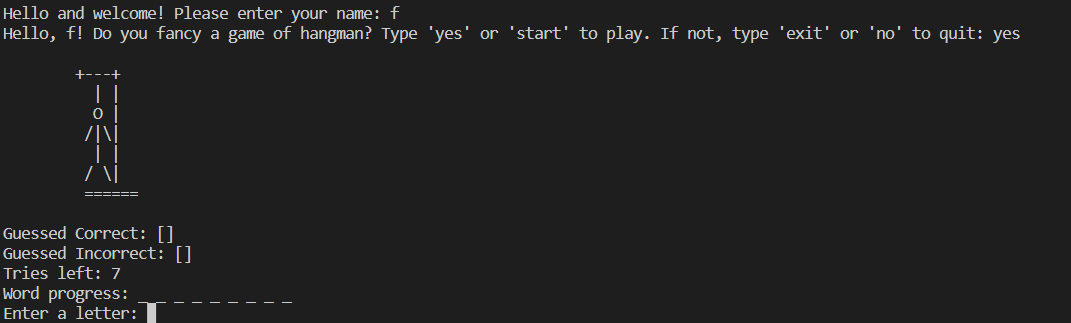 Hello and welcome! Please enter your name: f
Hello, f! Do you fancy a game of hangman? Type 'yes' or 'start' to play. If not, type 'exit' or 'no' to quit: yes
        +---+
          | |
          O |
         /|\|
          | |
         / \|
         ======
Guessed Correct: []
Guessed Incorrect: []
Tries left: 7
Word progress: _ _ _ _ _ _ _ _ _
Enter a letter: